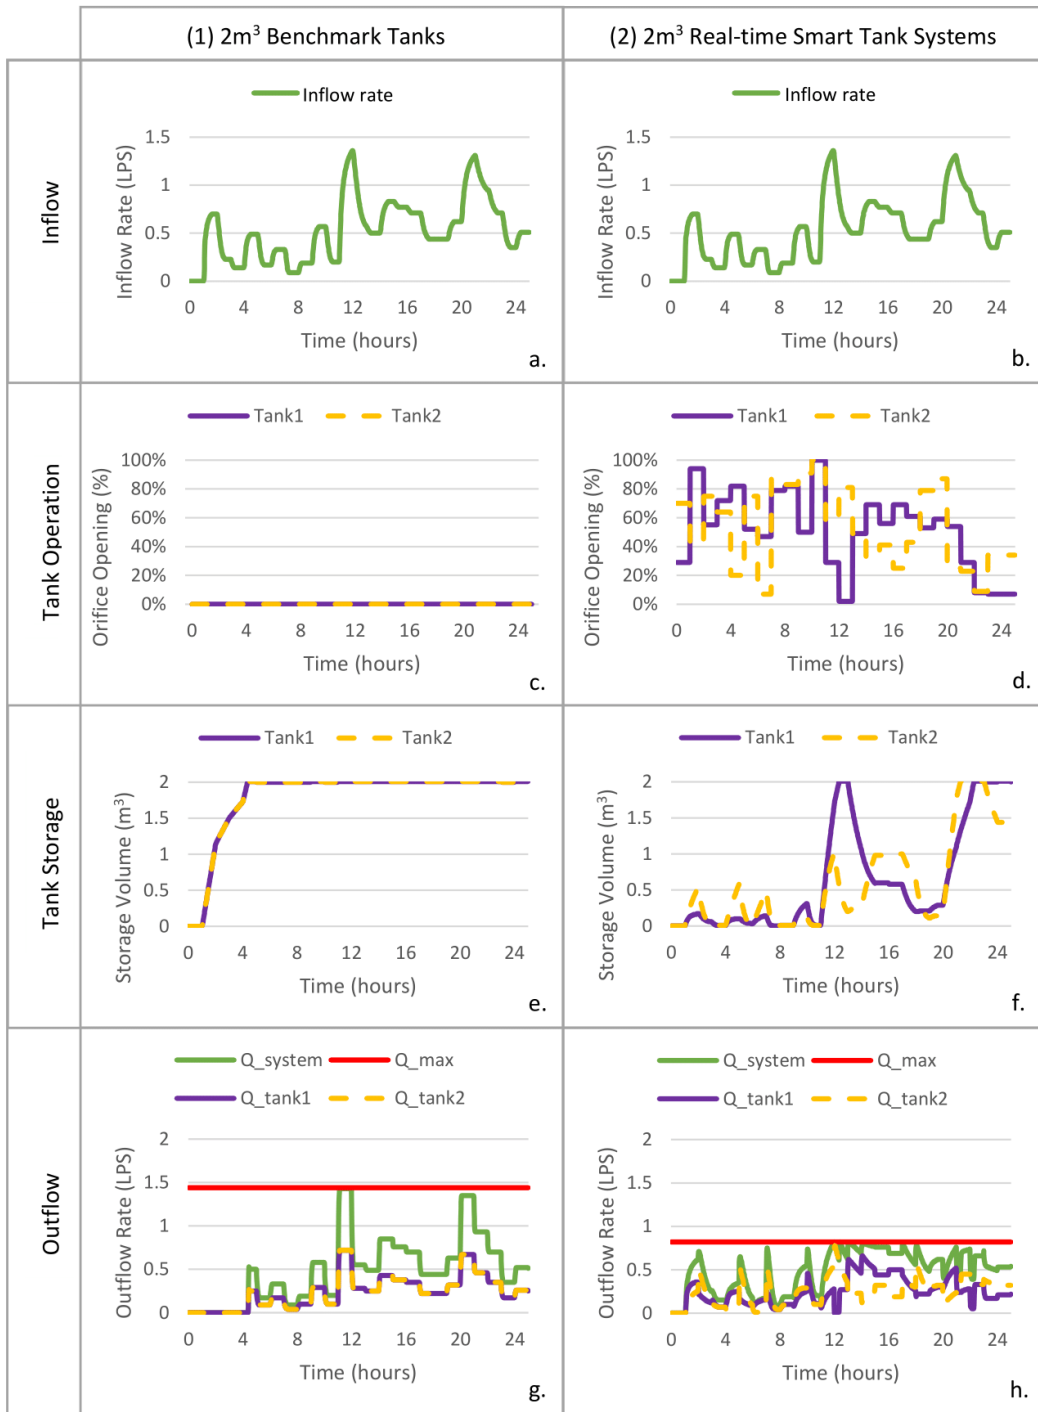 (1) 2m³ Benchmark Tanks
(2) 2m³ Real-time Smart Tank Systems
Inflow
Inflow rate
Inflow Rate (LPS)
1.5
1
0.5
0
0 4 8 12 16 20 24
Time (hours)
a.
Inflow rate
Inflow Rate (LPS)
1.5
1
0.5
0
0 4 8 12 16 20 24
Time (hours)
b.
Tank Operation
Tank1 Tank2
Orifice Opening (%)
100%
80%
60%
40%
20%
0%
0 4 8 12 16 20 24
Time (hours)
c.
Tank1 Tank2
Orifice Opening (%)
100%
80%
60%
40%
20%
0%
0 4 8 12 16 20 24
Time (hours)
d.
Tank Storage
Tank1 Tank2
Storage Volume (m³)
2
1.5
1
0.5
0
0 4 8 12 16 20 24
Time (hours)
e.
Tank1 Tank2
Storage Volume (m³)
2
1.5
1
0.5
0
0 4 8 12 16 20 24
Time (hours)
f.
Outflow
Q_system Q_max
Q_tank1 Q_tank2
Outflow Rate (LPS)
2
1.5
1
0.5
0
0 4 8 12 16 20 24
Time (hours)
g.
Q_system Q_max
Q_tank1 Q_tank2
Outflow Rate (LPS)
2
1.5
1
0.5
0
0 4 8 12 16 20 24
Time (hours)
h.